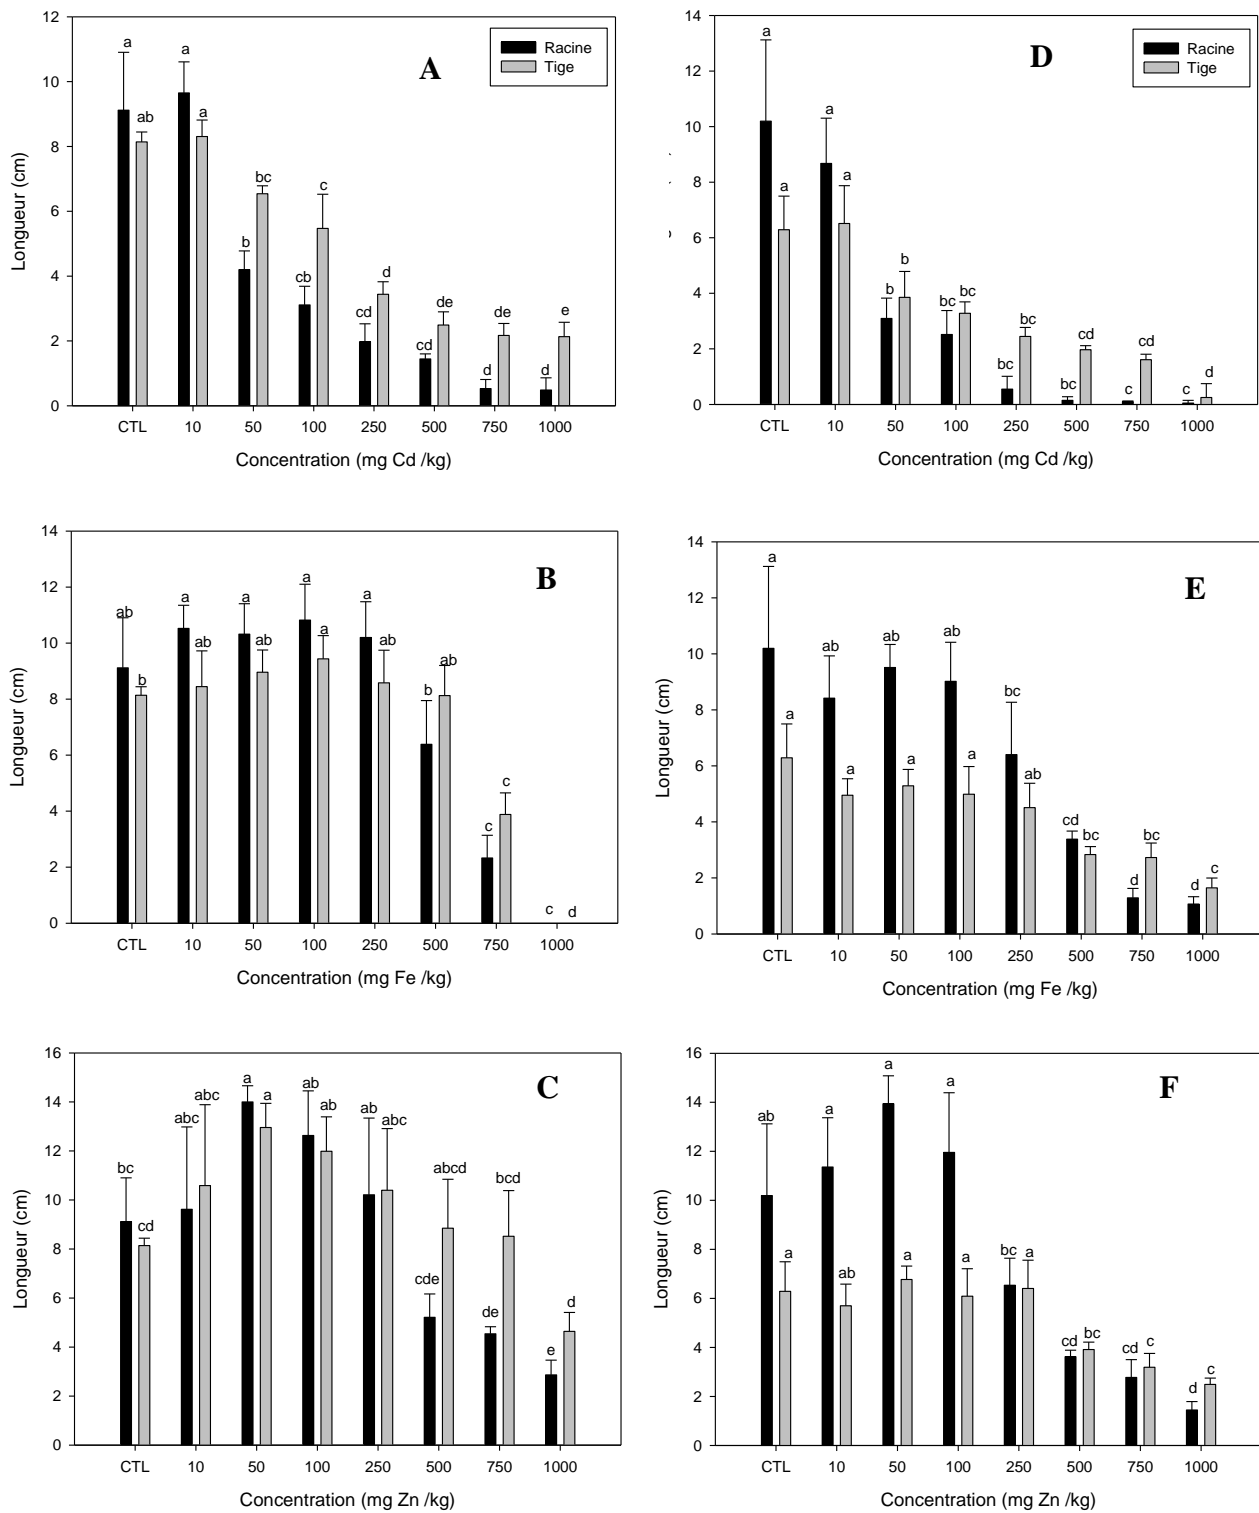 A
Racine
Tige
12
10
8
6
4
2
0
Longueur (cm)
a ab a a b bc cb c cd d cd de d de d e
CTL 10 50 100 250 500 750 1000
Concentration (mg Cd /kg)
D
Racine
Tige
14
12
10
8
6
4
2
0
a a a a b b bc bc bc bc bc cd c cd c d
CTL 10 50 100 250 500 750 1000
Concentration (mg Cd /kg)
B
14
12
10
8
6
4
2
0
Longueur (cm)
ab b a ab a ab a a a ab b ab c c c d
CTL 10 50 100 250 500 750 1000
Concentration (mg Fe /kg)
E
14
12
10
8
6
4
2
0
Longueur (cm)
a a ab a ab a ab a bc ab cd bc d bc d c
CTL 10 50 100 250 500 750 1000
Concentration (mg Fe /kg)
C
16
14
12
10
8
6
4
2
0
Longueur (cm)
bc cd abc abc a a ab ab ab abc cde abcd de bcd e d
CTL 10 50 100 250 500 750 1000
Concentration (mg Zn /kg)
F
16
14
12
10
8
6
4
2
0
Longueur (cm)
ab a a ab a a a a bc a cd bc cd c d c
CTL 10 50 100 250 500 750 1000
Concentration (mg Zn /kg)